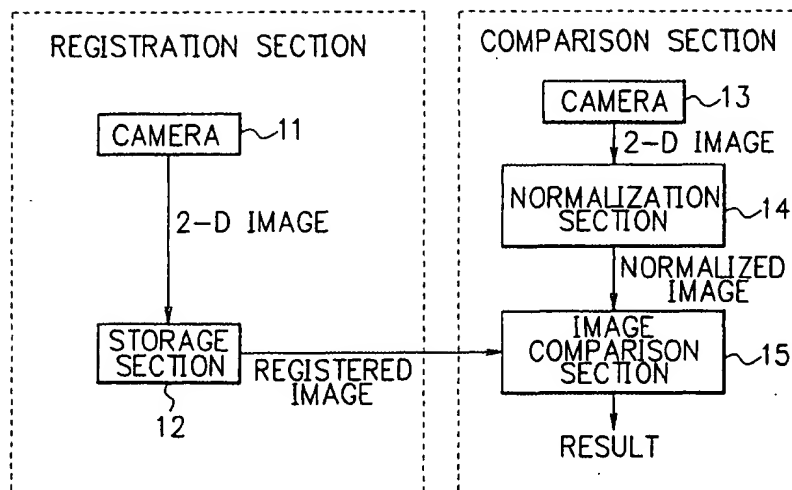 REGISTRATION SECTION
CAMERA
11
2-D IMAGE
STORAGE
SECTION
12
REGISTERED
IMAGE
COMPARISON SECTION
CAMERA
13
2-D IMAGE
NORMALIZATION
SECTION
14
NORMALIZED
IMAGE
IMAGE
COMPARISON
SECTION
15
RESULT